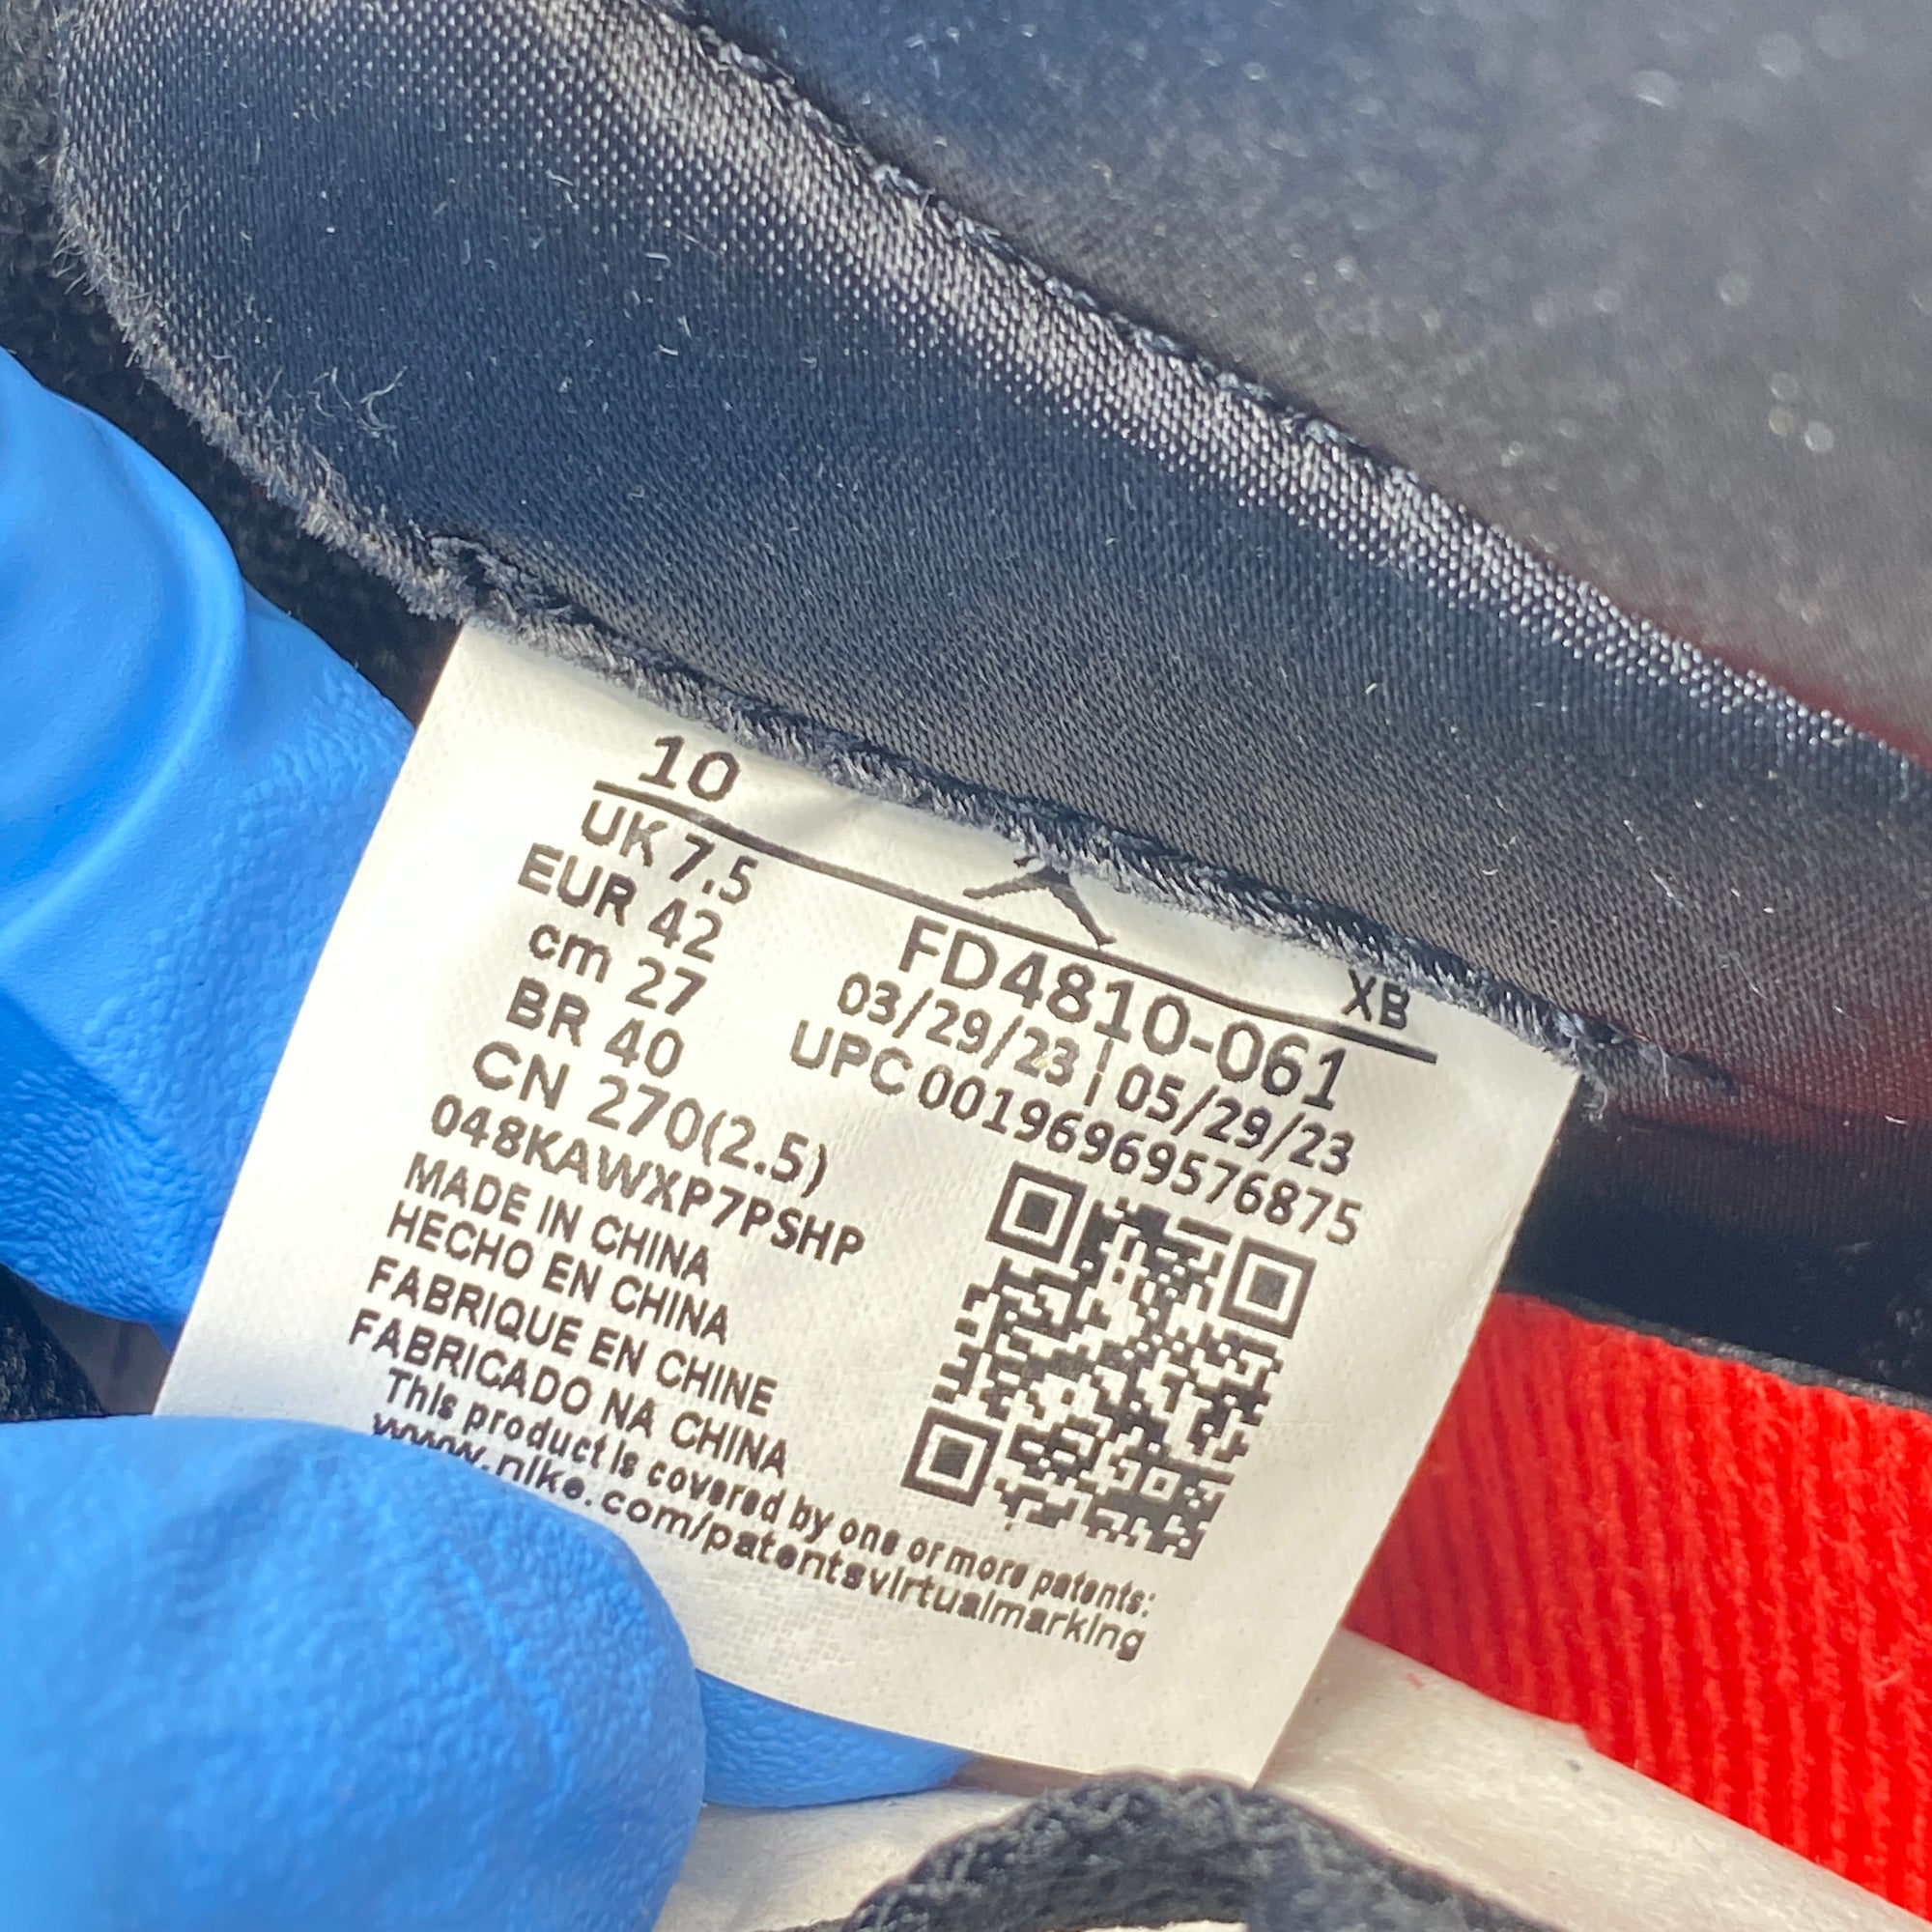 10
UK 7.5
EUR 42
cm 27
BR 40
CN 270(2.5)
048KAWXP7PSHP
MADE IN CHINA
HECHO EN CHINA
FABRIQUE EN CHINE
FABRICADO NA CHINA
XB
FD4810-061
03/29/23 | 05/29/23
UPC 00196969576875
This product is covered by one or more patents:
www.nike.com/patentsvirtualmarking